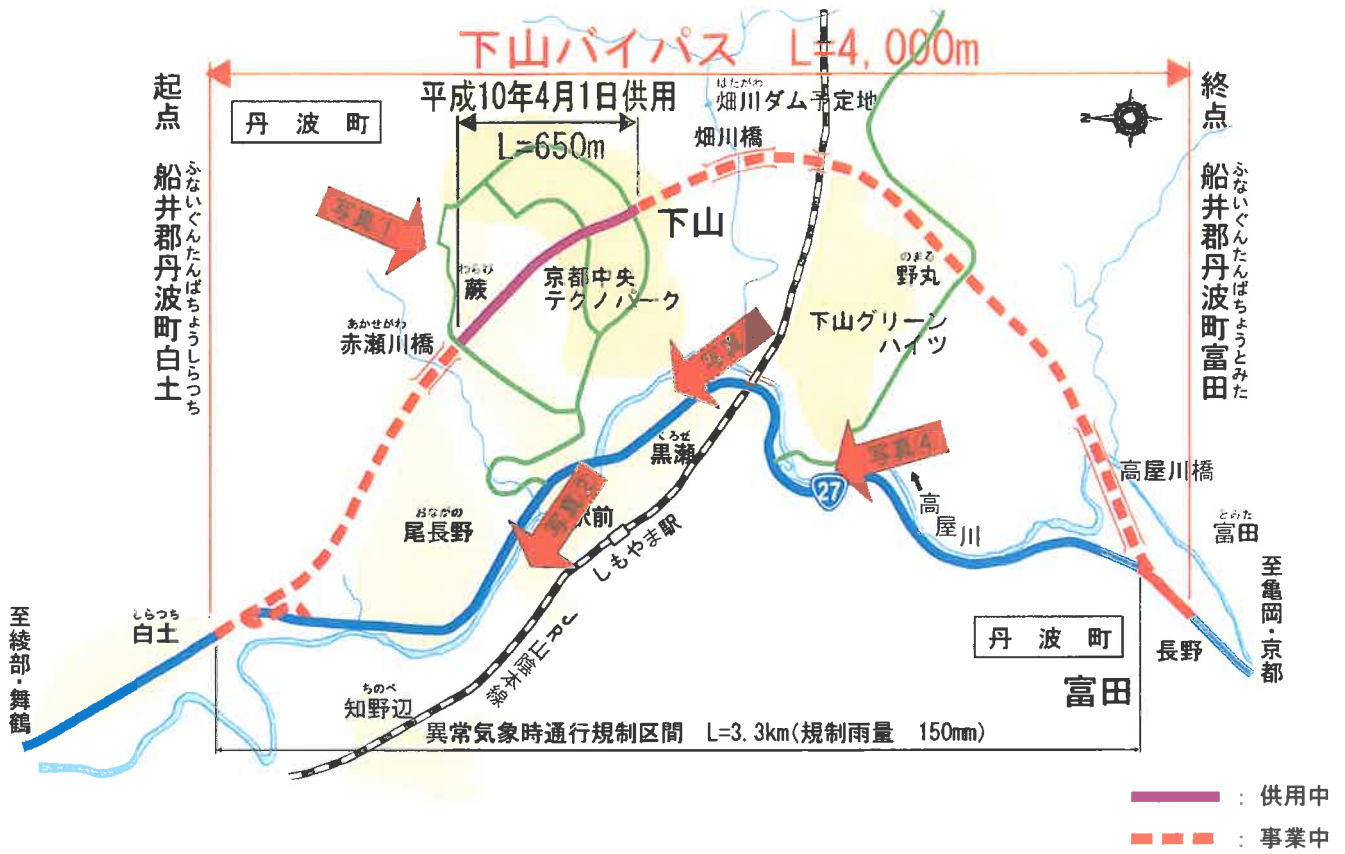 下山バイパス L=4,000m
起点
船井郡丹波町白土
ふないぐんたんばちょうしらつち
丹波町
平成10年4月1日供用
L=650m
はたがわ
畑川ダム予定地
畑川橋
終点
船井郡丹波町富田
ふないぐんたんばちょうとみた
N
写真①
下山
わらび
蕨
京都中央
テクノパーク
のまる
野丸
あかせがわ
赤瀬川橋
下山グリーン
ハイツ
写真
くろせ
黒瀬
写真4
27
高屋川
高屋川橋
おながの
尾長野
写真②
駅前
しもやま駅
とみた
富田
至亀岡・京都
至綾部・舞鶴
しらつち
白土
JR山陰本線
丹波町
長野
富田
ちのべ
知野辺
異常気象時通行規制区間 L=3.3km(規制雨量 150mm)
: 供用中
: 事業中